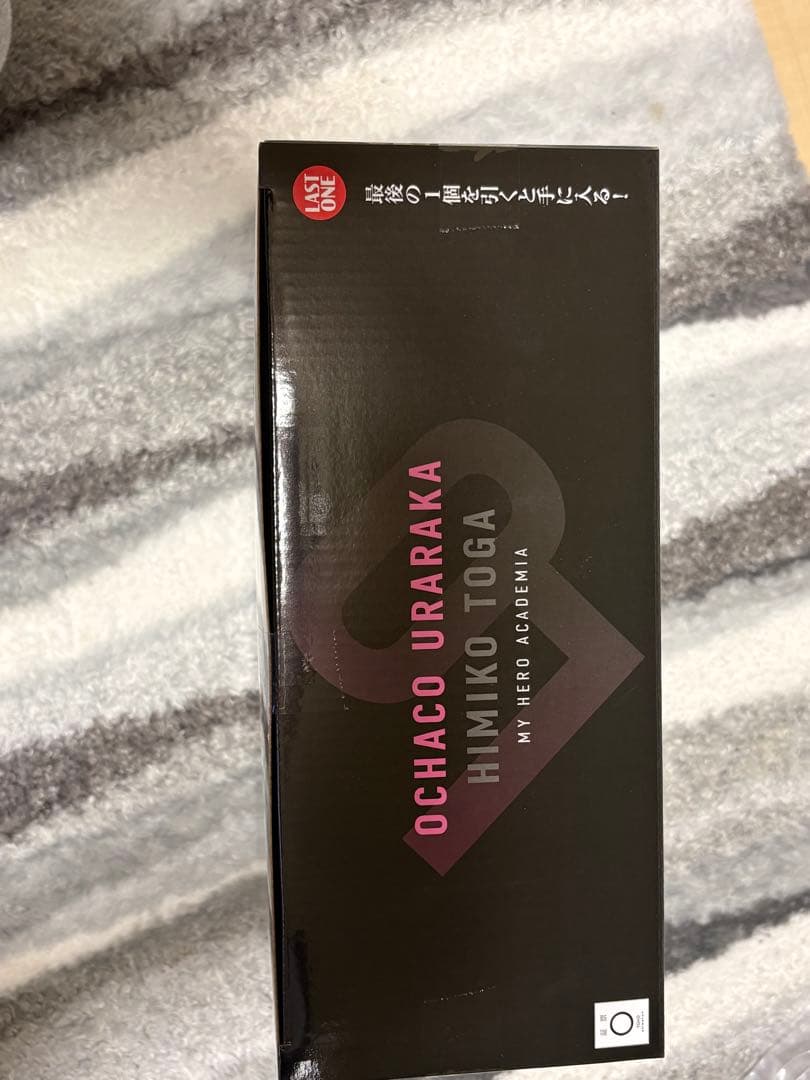 LAST
ONE
最後の1個を引くと手に入る!
OCHACO URARAKA
HIMIKO TOGA
MY HERO ACADEMIA